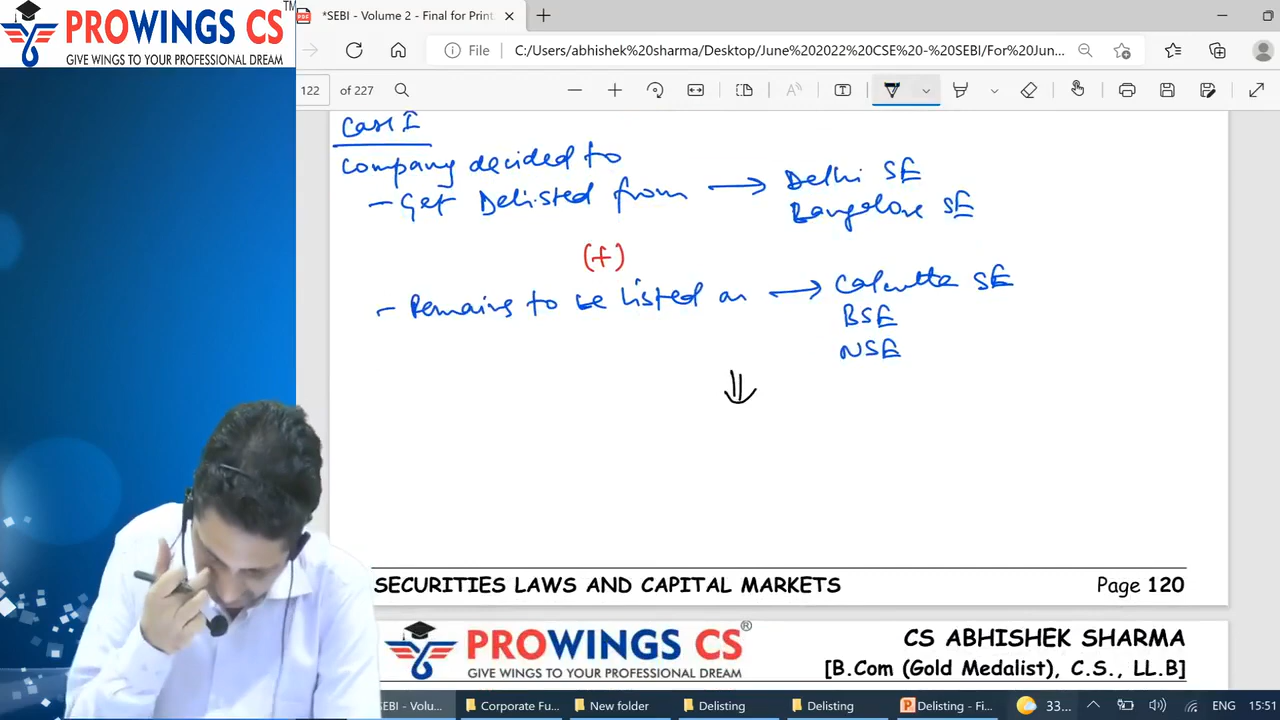 PROWINGS CS TM
GIVE WINGS TO YOUR PROFESSIONAL DREAM
*SEBI - Volume 2 - Final for Print
File
C:/Users/abhishek%20sharma/Desktop/June%202022%20CSE%20-%20SEBI/For%20Jun...
122 of 227
Case I
Company decided to
- Get Delisted from → Delhi SE
Bangalore SE
(+)
- Remains to be listed on → Calcutta SE
BSE
NSE
SECURITIES LAWS AND CAPITAL MARKETS
Page 120
PROWINGS CS ®
GIVE WINGS TO YOUR PROFESSIONAL DREAM
CS ABHISHEK SHARMA
[B.Com (Gold Medalist), C.S., LL.B]
SEBI - Volu...
Corporate Fu...
New folder
Delisting
Delisting
Delisting - Fi...
33...
ENG
15:51